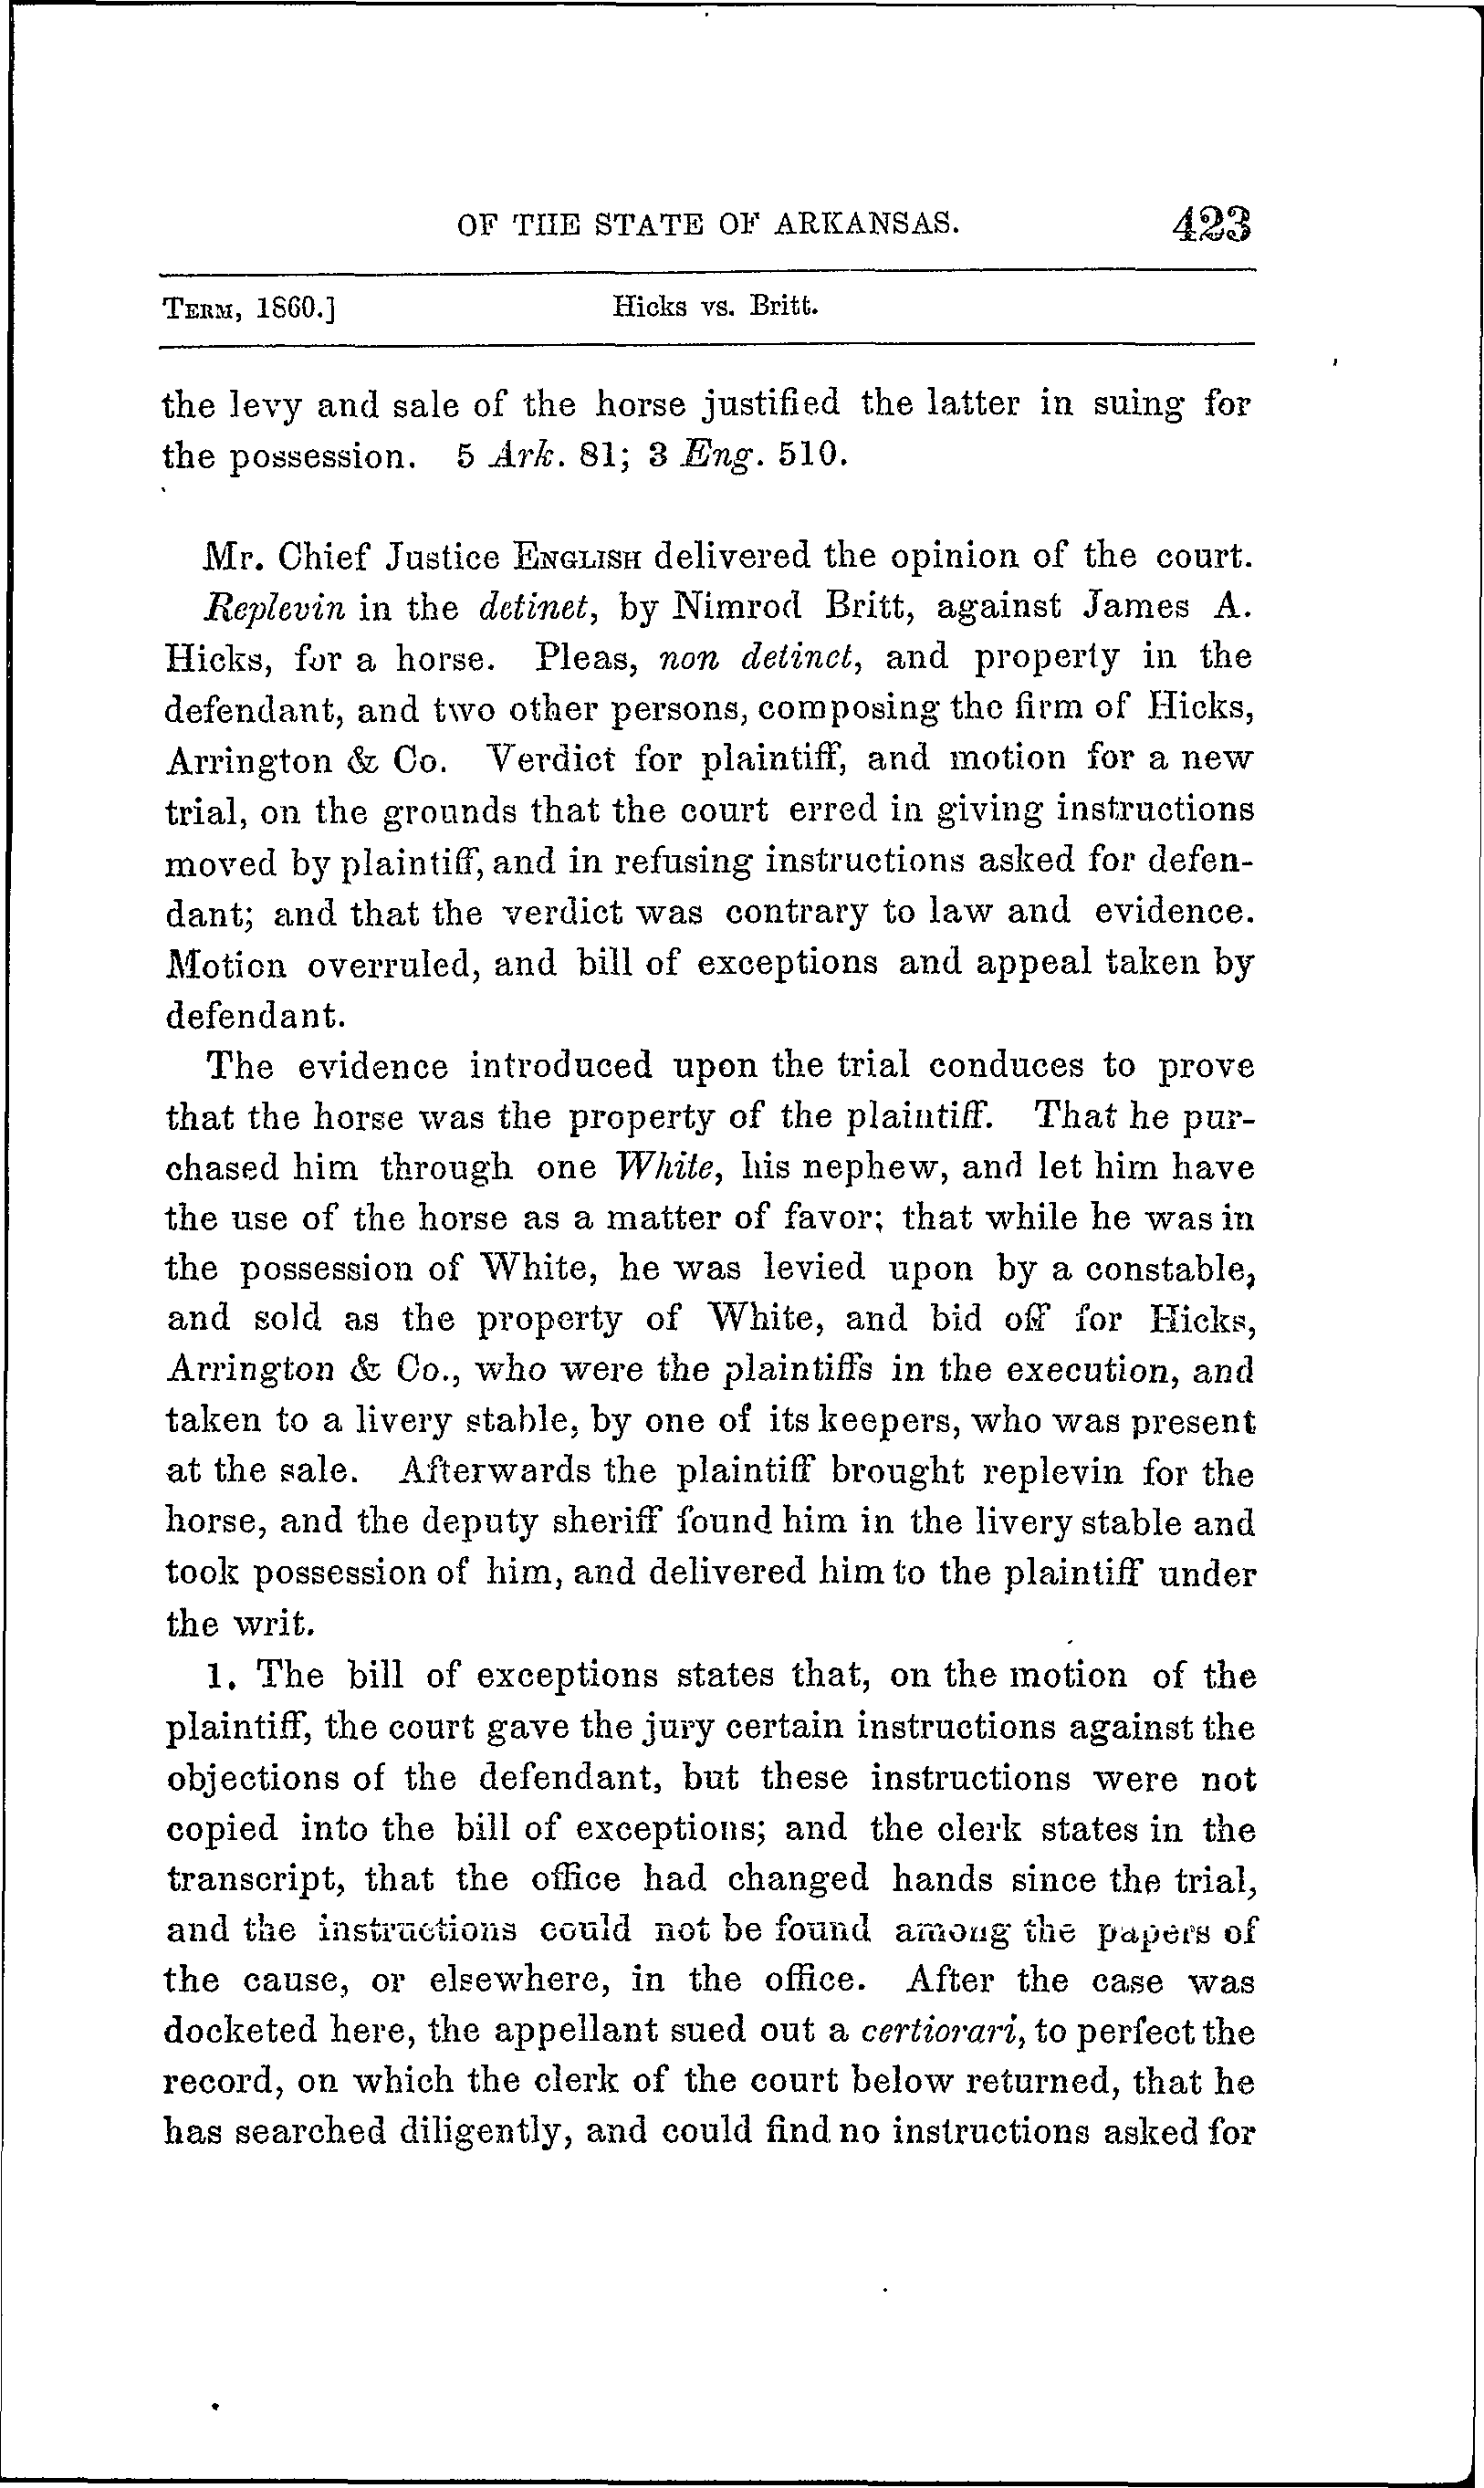 OF THE STATE OF ARKANSAS. 423
TERM, 1860.] Hicks vs. Britt.
the levy and sale of the horse justified the latter in suing for
the possession. 5 Ark. 81; 3 Eng. 510.
Mr. Chief Justice ENGLISH delivered the opinion of the court.
Replevin in the detinet, by Nimrod Britt, against James A.
Hicks, for a horse. Pleas, non detinet, and property in the
defendant, and two other persons, composing the firm of Hicks,
Arrington & Co. Verdict for plaintiff, and motion for a new
trial, on the grounds that the court erred in giving instructions
moved by plaintiff, and in refusing instructions asked for defen-
dant; and that the verdict was contrary to law and evidence.
Motion overruled, and bill of exceptions and appeal taken by
defendant.
The evidence introduced upon the trial conduces to prove
that the horse was the property of the plaintiff. That he pur-
chased him through one White, his nephew, and let him have
the use of the horse as a matter of favor; that while he was in
the possession of White, he was levied upon by a constable,
and sold as the property of White, and bid off for Hicks,
Arrington & Co., who were the plaintiffs in the execution, and
taken to a livery stable, by one of its keepers, who was present
at the sale. Afterwards the plaintiff brought replevin for the
horse, and the deputy sheriff found him in the livery stable and
took possession of him, and delivered him to the plaintiff under
the writ.
1. The bill of exceptions states that, on the motion of the
plaintiff, the court gave the jury certain instructions against the
objections of the defendant, but these instructions were not
copied into the bill of exceptions; and the clerk states in the
transcript, that the office had changed hands since the trial,
and the instructions could not be found among the papers of
the cause, or elsewhere, in the office. After the case was
docketed here, the appellant sued out a certiorari, to perfect the
record, on which the clerk of the court below returned, that he
has searched diligently, and could find no instructions asked for